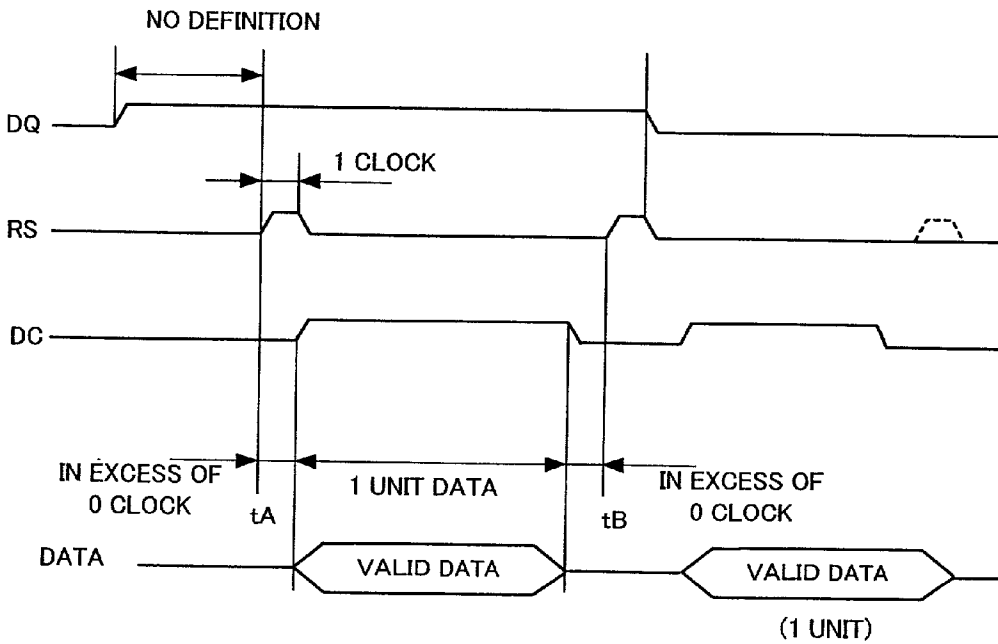 NO DEFINITION
DQ
1 CLOCK
RS
DC
IN EXCESS OF
0 CLOCK
tA
1 UNIT DATA
tB
IN EXCESS OF
0 CLOCK
DATA
VALID DATA
VALID DATA
(1 UNIT)